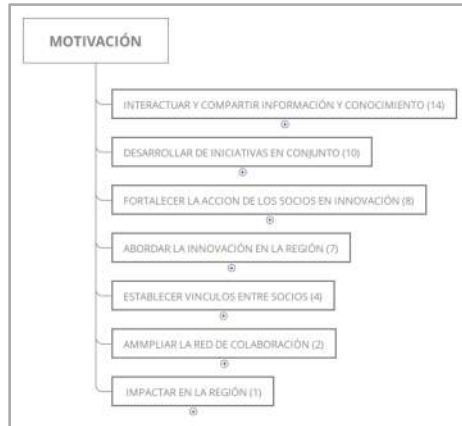 MOTIVACIÓN
INTERACTUAR Y COMPARTIR INFORMACIÓN Y CONOCIMIENTO (14)
DESARROLLAR DE INICIATIVAS EN CONJUNTO (10)
FORTALECER LA ACCION DE LOS SOCIOS EN INNOVACIÓN (8)
ABORDAR LA INNOVACIÓN EN LA REGIÓN (7)
ESTABLECER VINCULOS ENTRE SOCIOS (4)
AMMPLIAR LA RED DE COLABORACIÓN (2)
IMPACTAR EN LA REGIÓN (1)